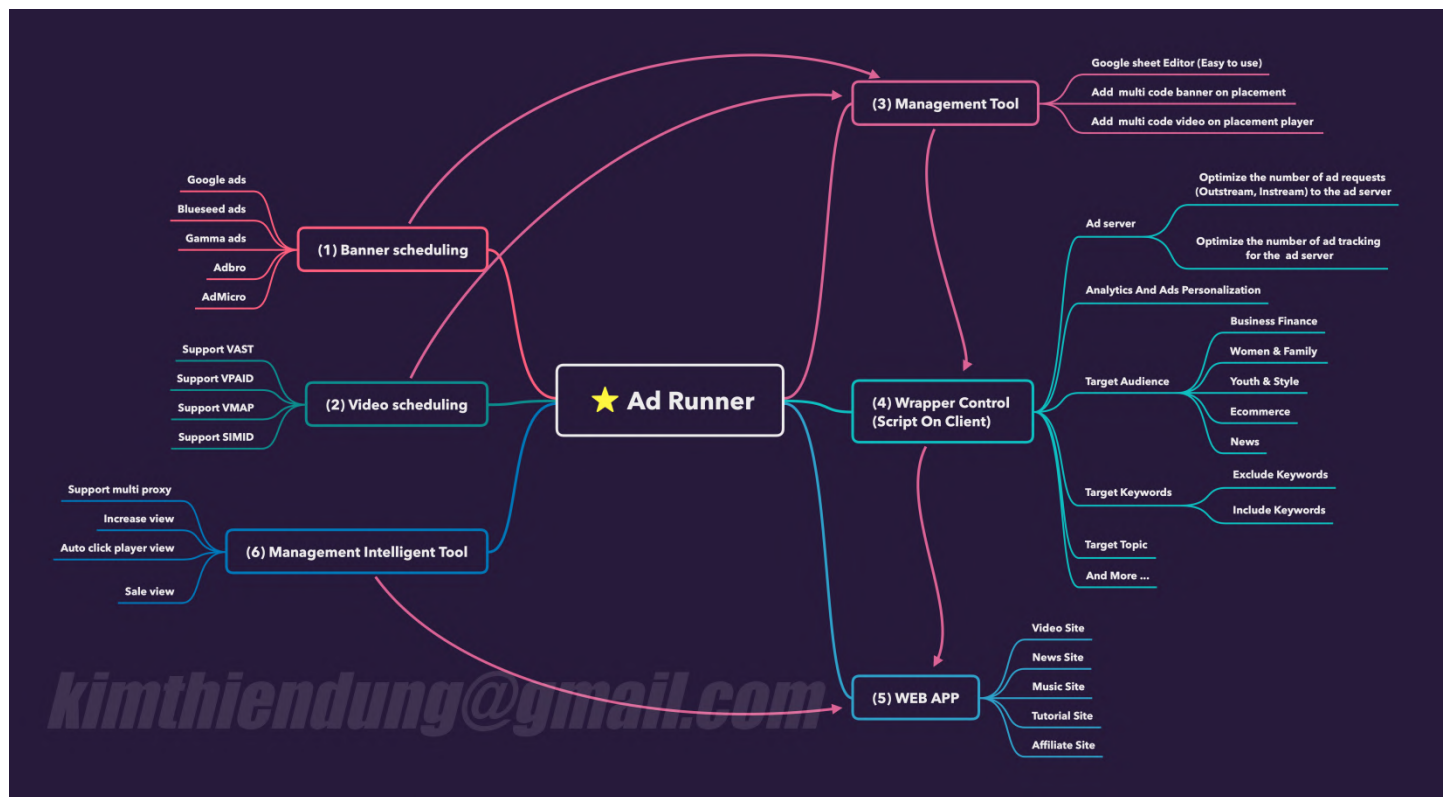 Google sheet Editor (Easy to use)
(3) Management Tool
Add multi code banner on placement
Add multi code video on placement player
Google ads
Blueseed ads
(1) Banner scheduling
Gamma ads
Adbro
AdMicro
Optimize the number of ad requests
(Outstream, Instream) to the ad server
Ad server
Optimize the number of ad tracking
for the ad server
Analytics And Ads Personalization
Support VAST
Support VPAID
(2) Video scheduling
Support VMAP
Support SIMID
Ad Runner
(4) Wrapper Control
(Script On Client)
Business Finance
Women & Family
Target Audience
Youth & Style
Ecommerce
News
Exclude Keywords
Target Keywords
Include Keywords
Target Topic
And More ...
Support multi proxy
Increase view
(6) Management Intelligent Tool
Auto click player view
Sale view
Video Site
News Site
(5) WEB APP
Music Site
Tutorial Site
Affiliate Site
kimthiendung@gmail.com